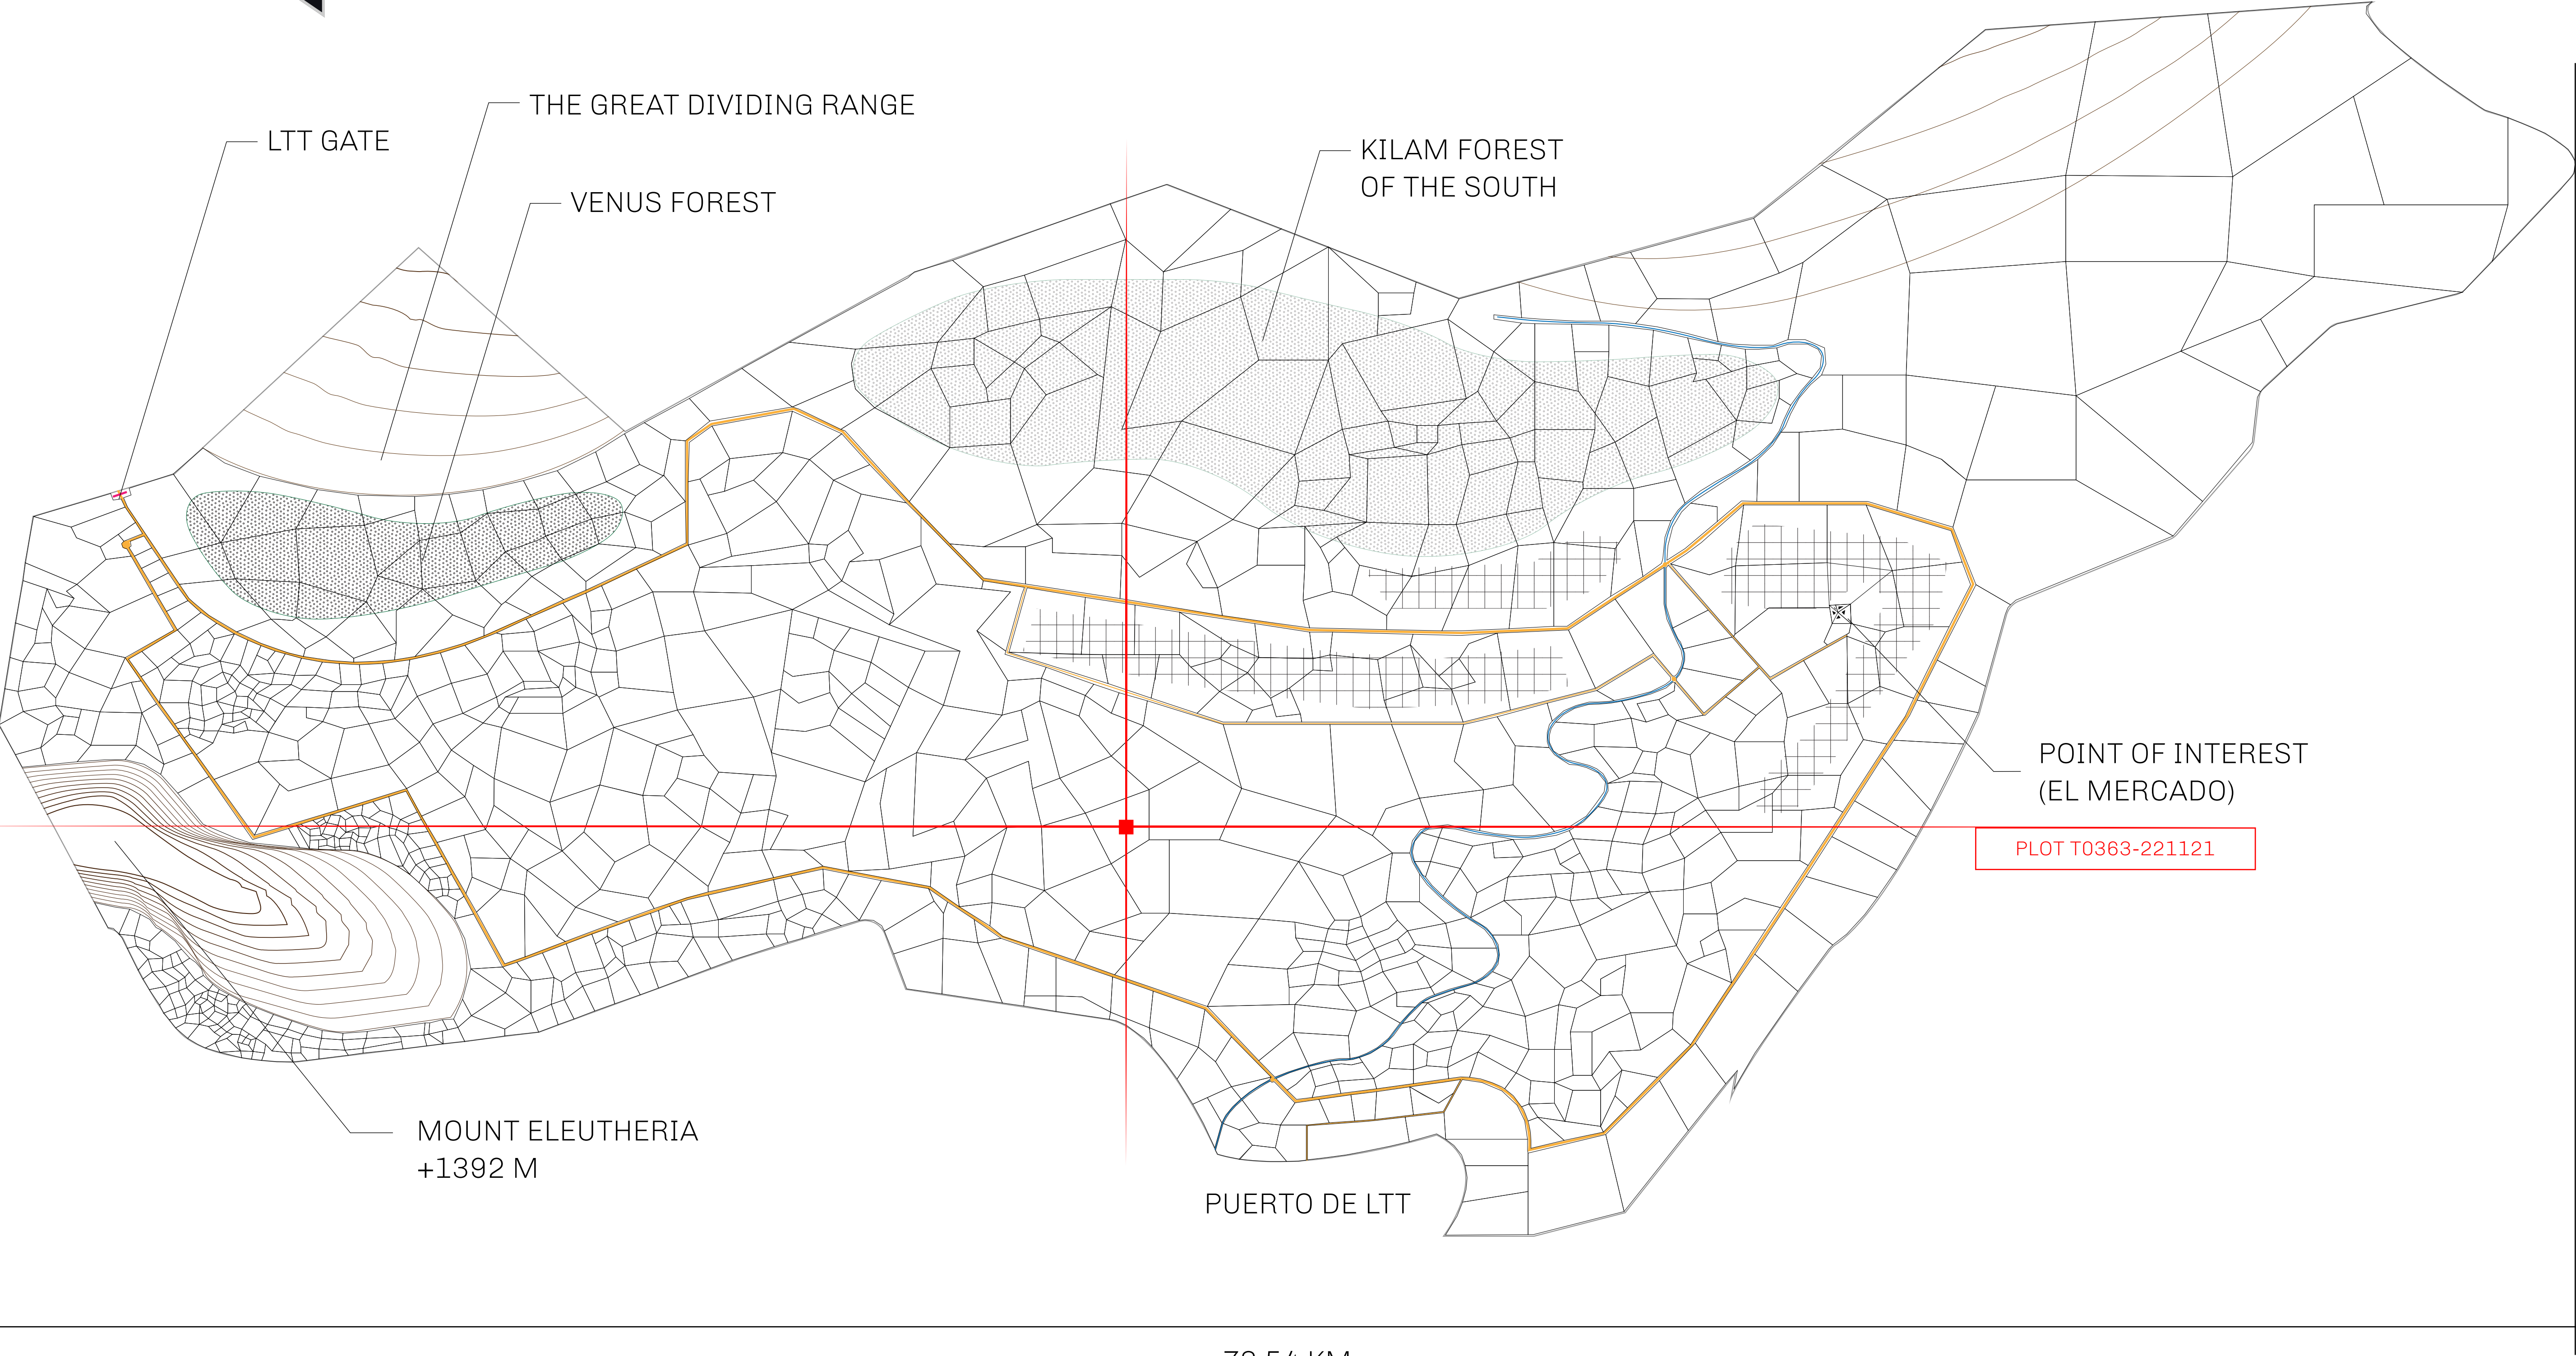 THE GREAT DIVIDING RANGE
LTT GATE
KILAM FOREST
OF THE SOUTH
VENUS FOREST
POINT OF INTEREST
(EL MERCADO)
PLOT T0363-221121
MOUNT ELEUTHERIA
+1392 M
PUERTO DE LTT
KM